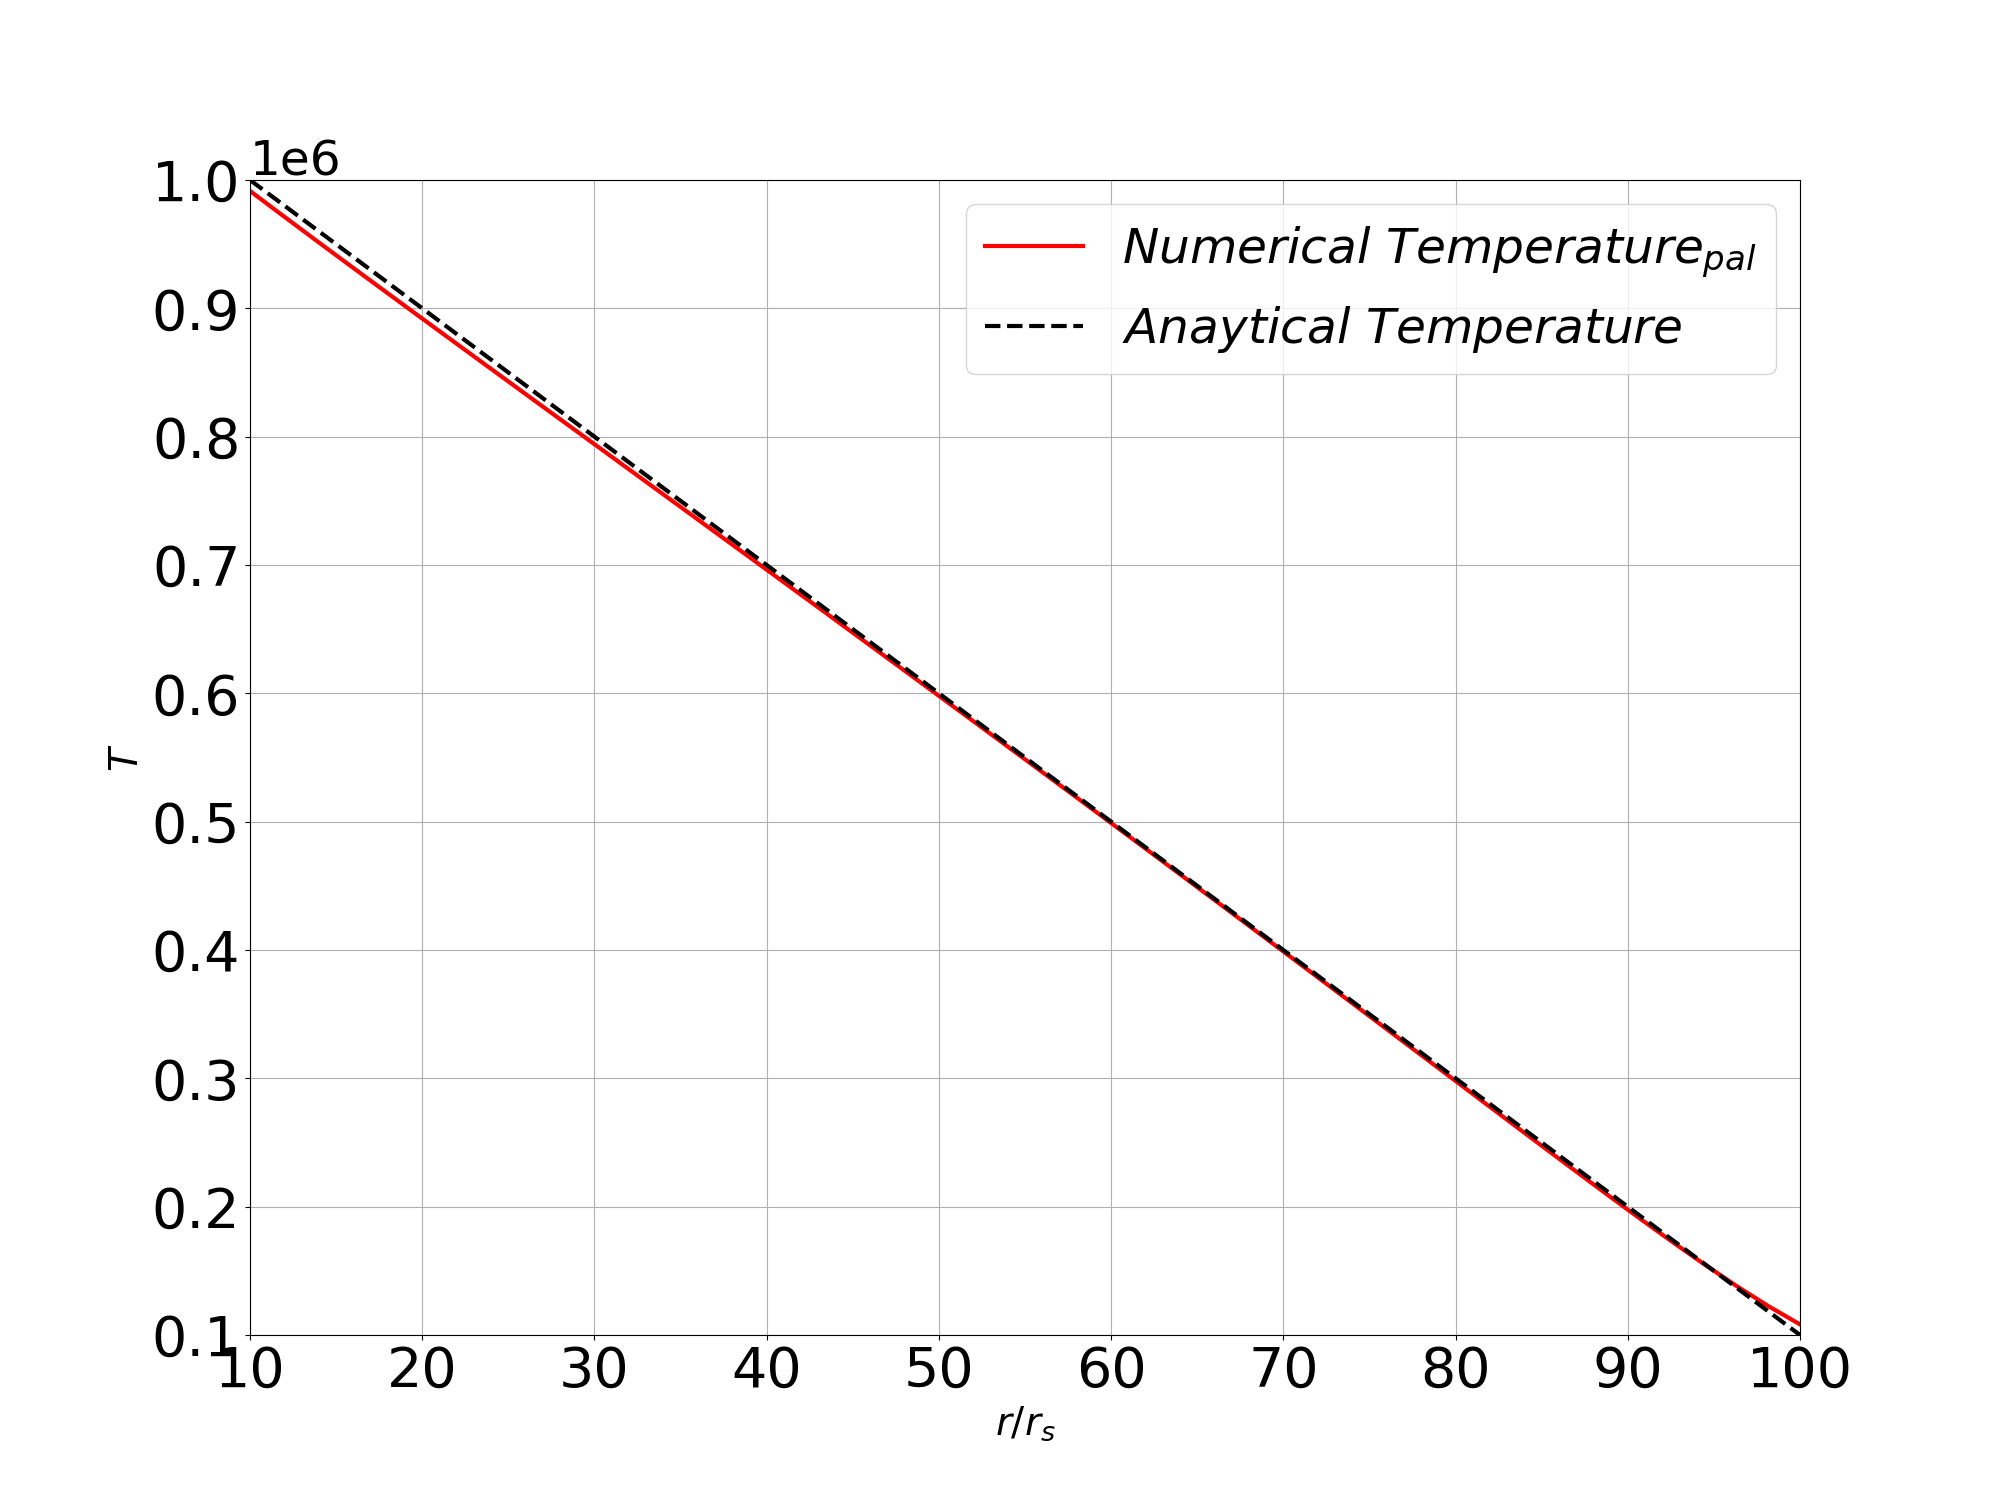 1e6
1.0
0.9
0.8
0.7
0.6
0.5
0.4
0.3
0.2
0.1
T
Numerical Temperature_pal
Anaytical Temperature
10 20 30 40 50 60 70 80 90 100
r/r_s